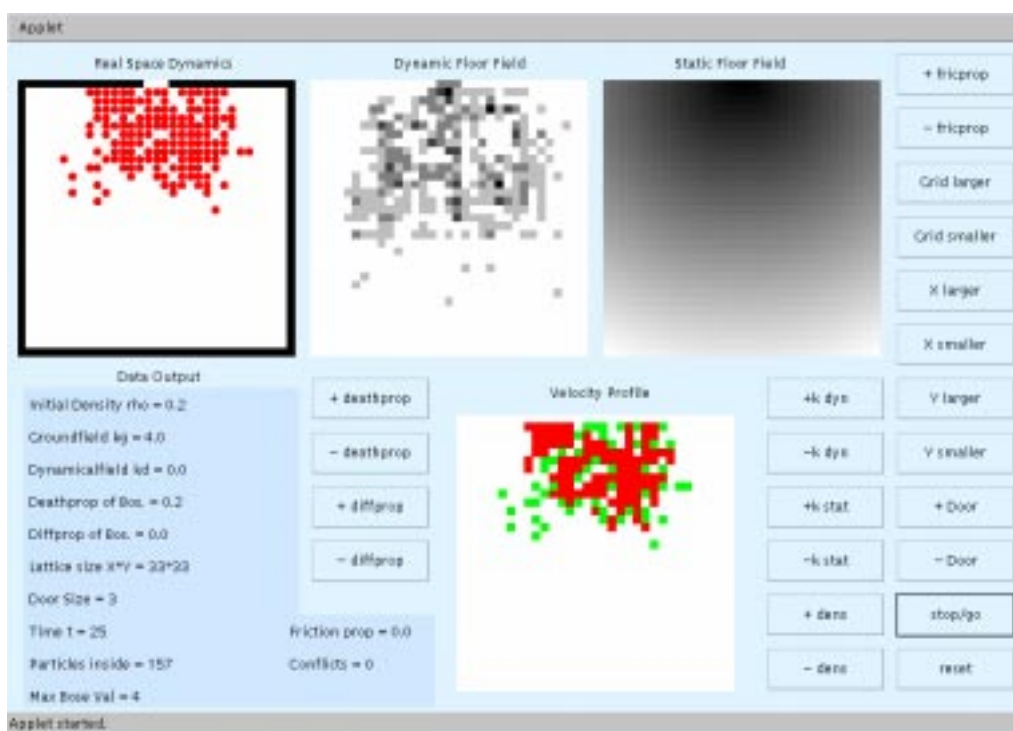 Applet
Real Space Dynamics
Dynamic Floor Field
Static Floor Field
+ fricprop
− fricprop
Grid larger
Grid smaller
X larger
X smaller
Data Output
Initial Density rho = 0.2
Groundfield kg = 4.0
Dynamicalfield kd = 0.0
Deathprop of Bos. = 0.2
Diffprop of Bos. = 0.0
Lattice size X*Y = 33*33
Door Size = 3
Time t = 25
Particles inside = 157
Max Bose Val = 4
Friction prop = 0.0
Conflicts = 0
+ deathprop
− deathprop
+ diffprop
− diffprop
Velocity Profile
+k dyn
−k dyn
+k stat
−k stat
+ dens
− dens
Y larger
Y smaller
+ Door
− Door
stop/go
reset
Applet started.